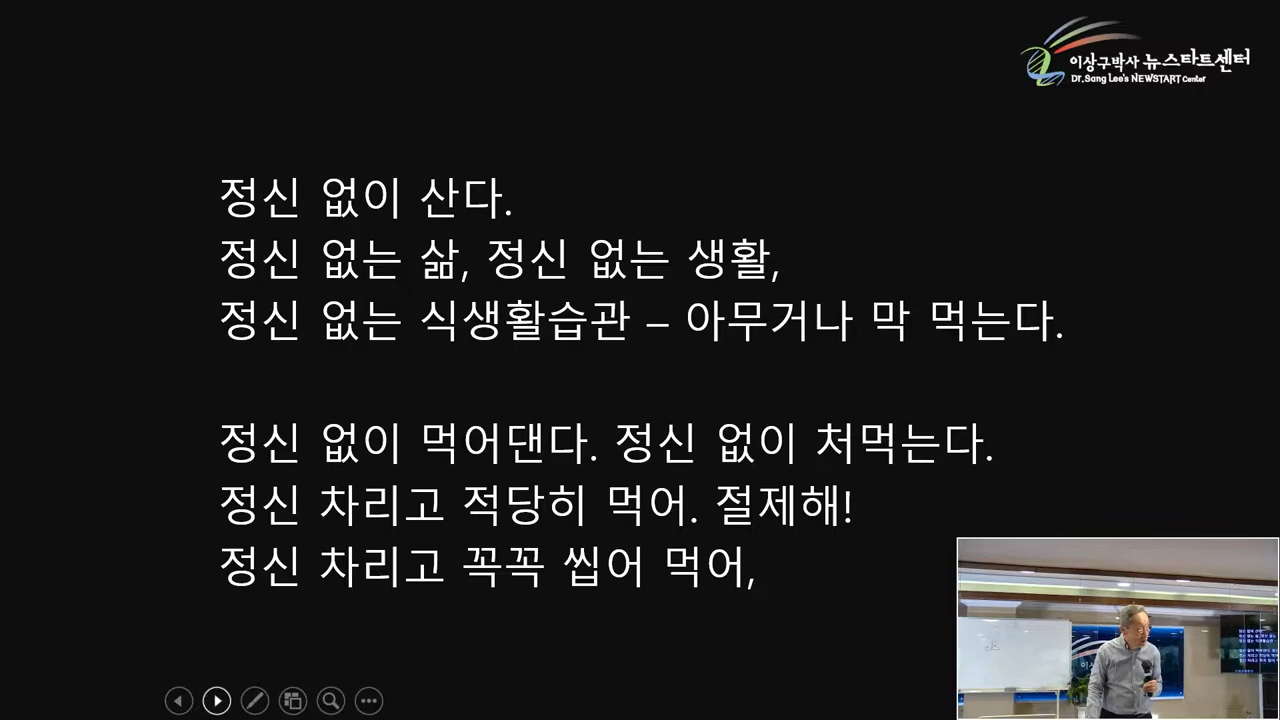 이상구박사 뉴스타트센터
Dr.Sang Lee's NEWSTART Center
정신 없이 산다.
정신 없는 삶, 정신 없는 생활,
정신 없는 식생활습관 – 아무거나 막 먹는다.
정신 없이 먹어댄다. 정신 없이 처먹는다.
정신 차리고 적당히 먹어. 절제해!
정신 차리고 꼭꼭 씹어 먹어,